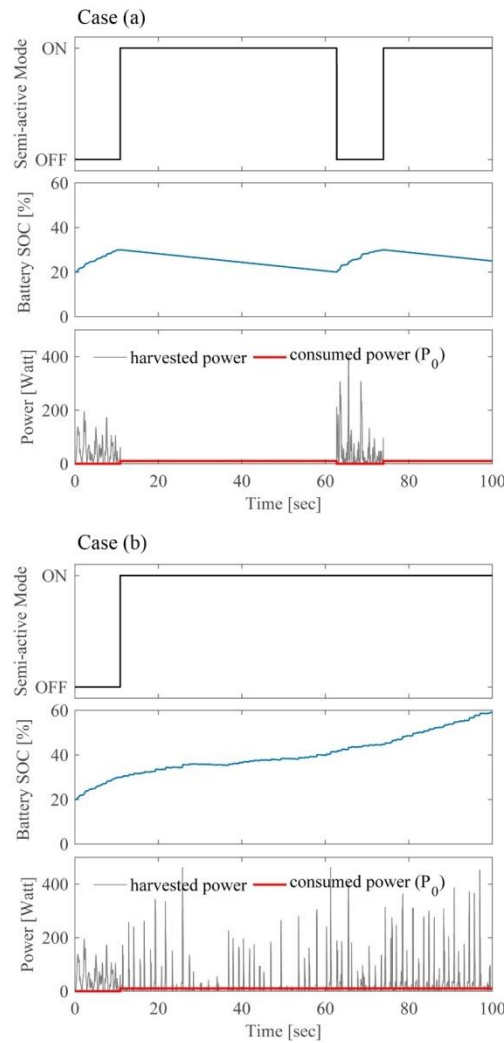 Case (a)
Semi-active Mode
ON
OFF
Battery SOC [%]
60
40
20
0
Power [Watt]
400
200
0
harvested power
consumed power (P0)
0 20 40 60 80 100
Time [sec]
Case (b)
Semi-active Mode
ON
OFF
Battery SOC [%]
60
40
20
0
Power [Watt]
400
200
0
harvested power
consumed power (P0)
0 20 40 60 80 100
Time [sec]